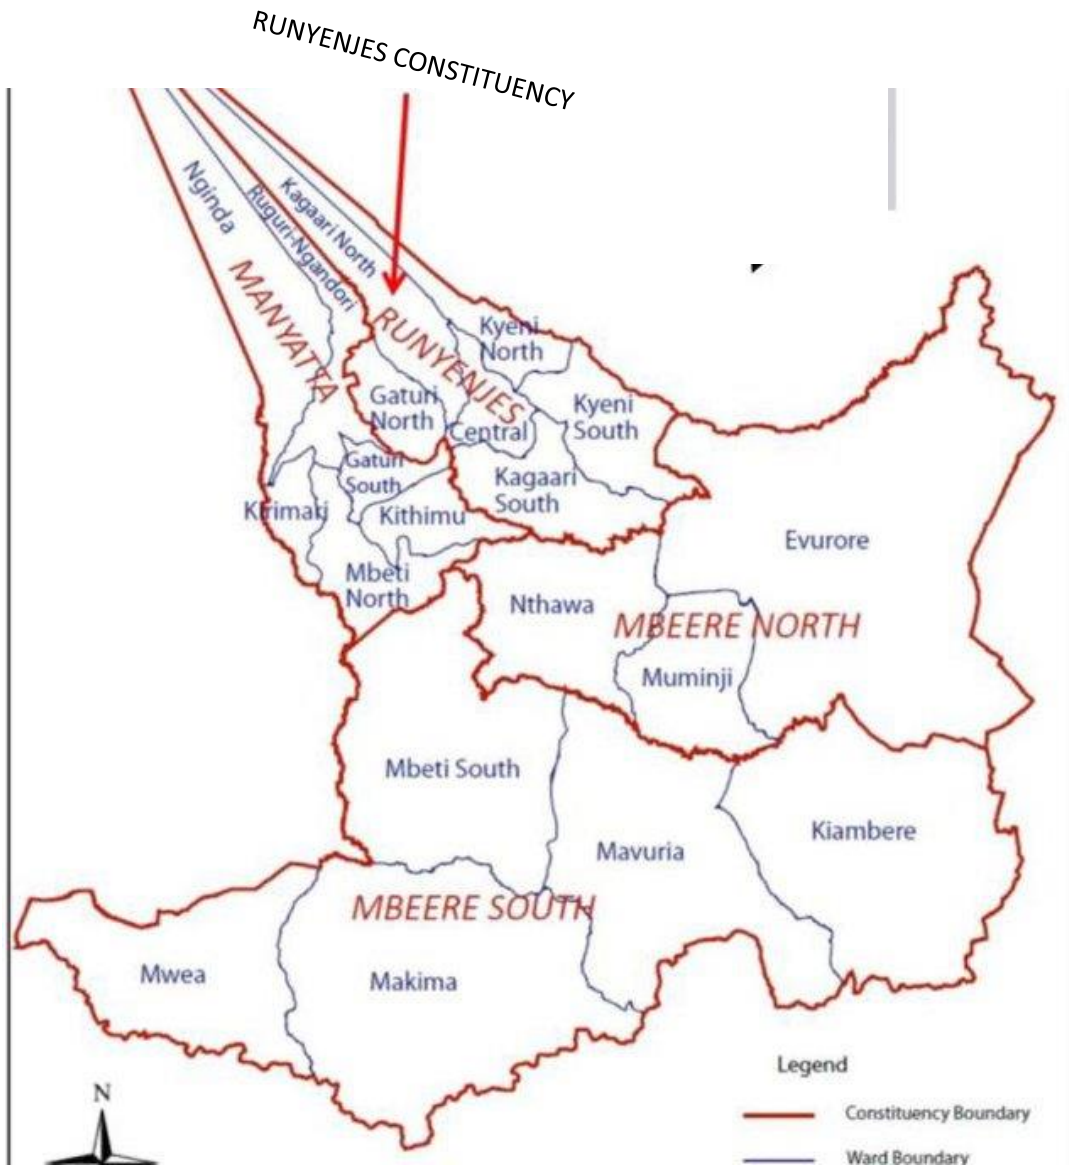 RUNYENJES CONSTITUENCY
Nginda
Ruguri-Ngandori
Kagaari North
MANYATTA
RUNYENJES
Kyeni
North
Gaturi
North
Central
Kyeni
South
Gaturi
South
Kagaari
South
Kirimari
Kithimu
Evurore
Mbeti
North
Nthawa
MBEERE NORTH
Muminji
Mbeti South
Kiambere
Mavuria
MBEERE SOUTH
Mwea
Makima
Legend
N
Constituency Boundary
Ward Boundary